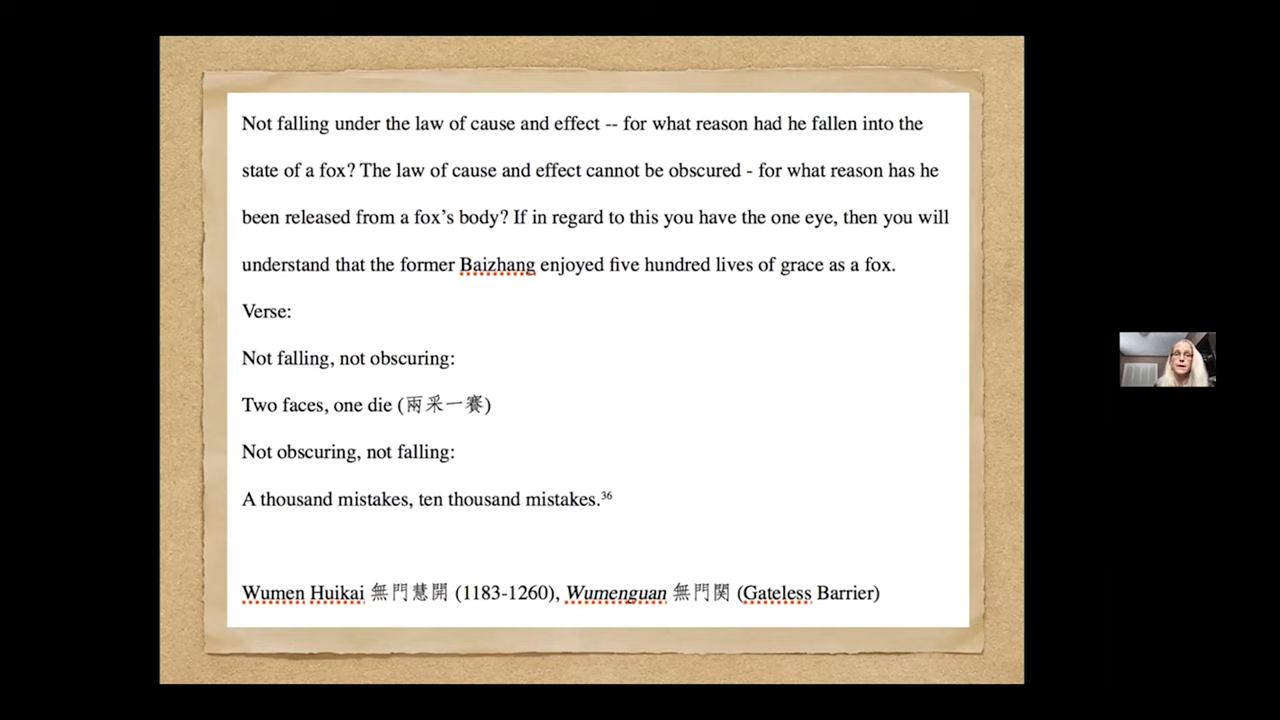 Not falling under the law of cause and effect -- for what reason had he fallen into the
state of a fox? The law of cause and effect cannot be obscured - for what reason has he
been released from a fox’s body? If in regard to this you have the one eye, then you will
understand that the former Baizhang enjoyed five hundred lives of grace as a fox.
Verse:
Not falling, not obscuring:
Two faces, one die (兩采一賽)
Not obscuring, not falling:
A thousand mistakes, ten thousand mistakes.³⁶
Wumen Huikai 無門慧開 (1183-1260), Wumenguan 無門関 (Gateless Barrier)